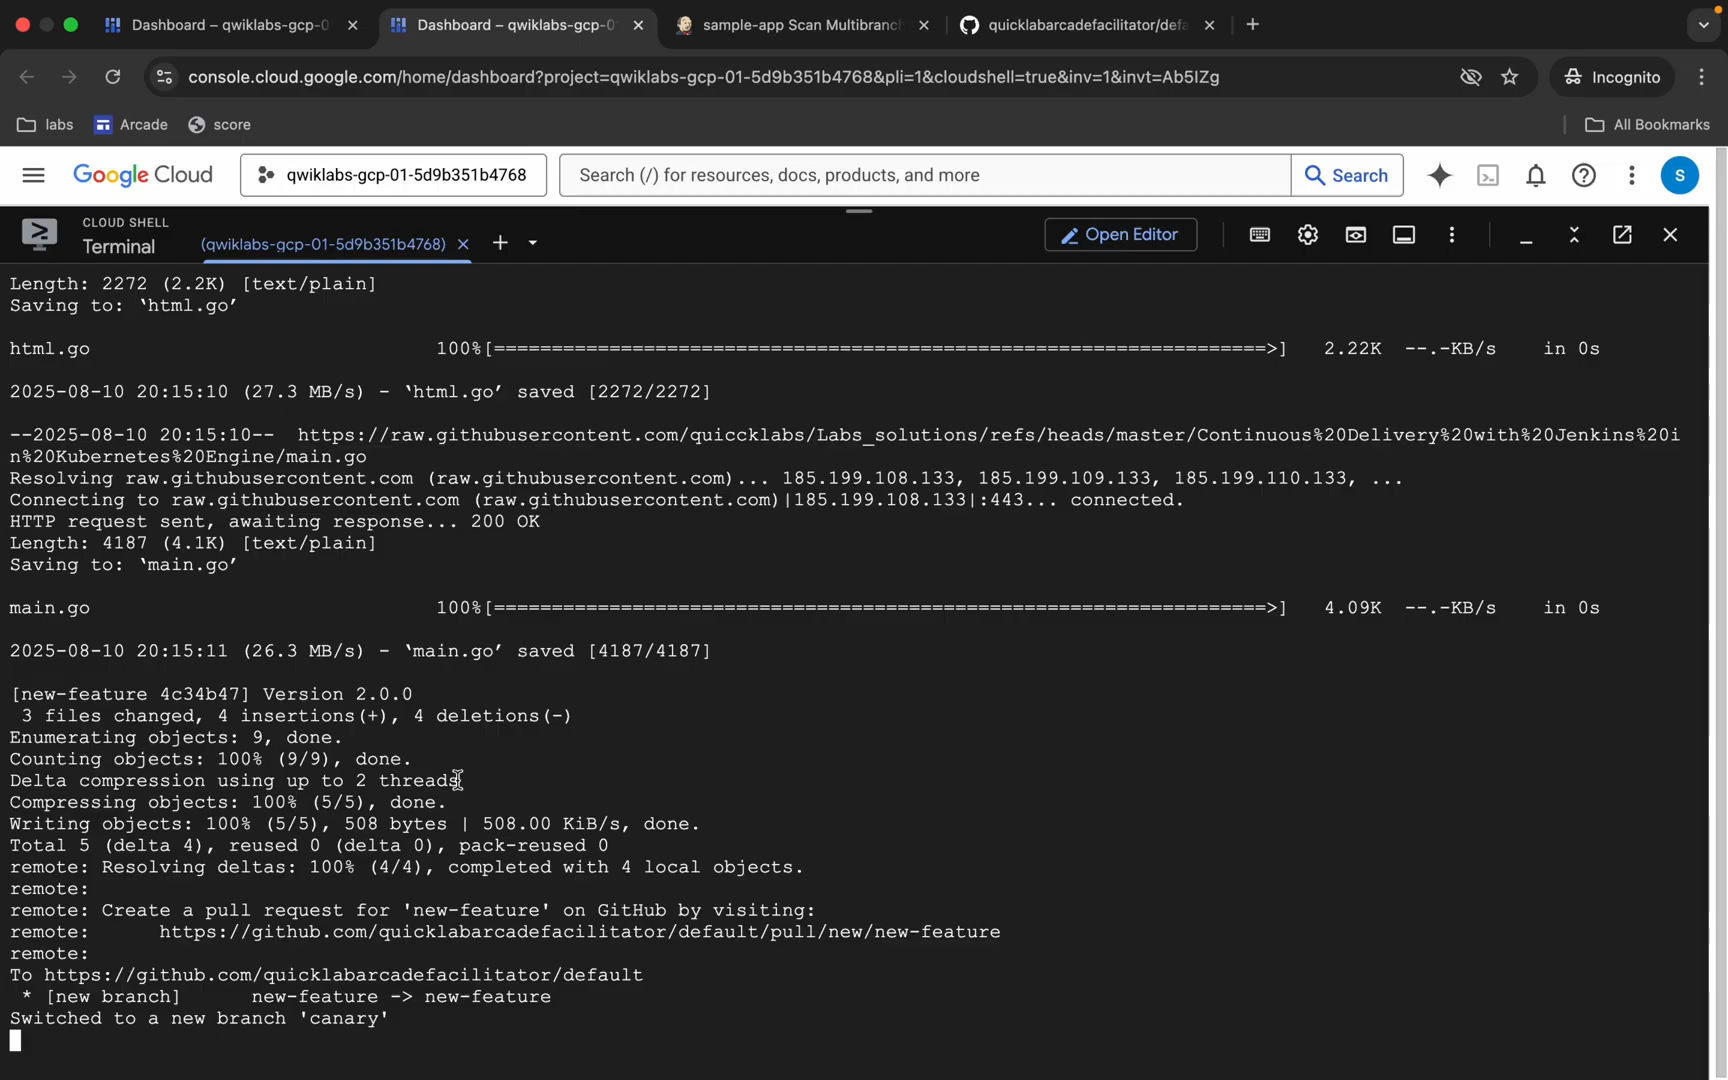 Dashboard – qwiklabs-gcp-0
Dashboard – qwiklabs-gcp-0
sample-app Scan Multibranch
quicklabarcadefacilitator/defa
console.cloud.google.com/home/dashboard?project=qwiklabs-gcp-01-5d9b351b4768&pli=1&cloudshell=true&inv=1&invt=Ab5IZg
Incognito
labs
Arcade
score
All Bookmarks
Google Cloud
qwiklabs-gcp-01-5d9b351b4768
Search (/) for resources, docs, products, and more
Search
S
CLOUD SHELL
Terminal
(qwiklabs-gcp-01-5d9b351b4768)
Open Editor
Length: 2272 (2.2K) [text/plain]
Saving to: ‘html.go’
html.go 100%[===================================================================>] 2.22K --.-KB/s in 0s
2025-08-10 20:15:10 (27.3 MB/s) - ‘html.go’ saved [2272/2272]
--2025-08-10 20:15:10-- https://raw.githubusercontent.com/quiccklabs/Labs_solutions/refs/heads/master/Continuous%20Delivery%20with%20Jenkins%20i
n%20Kubernetes%20Engine/main.go
Resolving raw.githubusercontent.com (raw.githubusercontent.com)... 185.199.108.133, 185.199.109.133, 185.199.110.133, ...
Connecting to raw.githubusercontent.com (raw.githubusercontent.com)|185.199.108.133|:443... connected.
HTTP request sent, awaiting response... 200 OK
Length: 4187 (4.1K) [text/plain]
Saving to: ‘main.go’
main.go 100%[===================================================================>] 4.09K --.-KB/s in 0s
2025-08-10 20:15:11 (26.3 MB/s) - ‘main.go’ saved [4187/4187]
[new-feature 4c34b47] Version 2.0.0
3 files changed, 4 insertions(+), 4 deletions(-)
Enumerating objects: 9, done.
Counting objects: 100% (9/9), done.
Delta compression using up to 2 threads
Compressing objects: 100% (5/5), done.
Writing objects: 100% (5/5), 508 bytes | 508.00 KiB/s, done.
Total 5 (delta 4), reused 0 (delta 0), pack-reused 0
remote: Resolving deltas: 100% (4/4), completed with 4 local objects.
remote:
remote: Create a pull request for 'new-feature' on GitHub by visiting:
remote: https://github.com/quicklabarcadefacilitator/default/pull/new/new-feature
remote:
To https://github.com/quicklabarcadefacilitator/default
* [new branch] new-feature -> new-feature
Switched to a new branch 'canary'